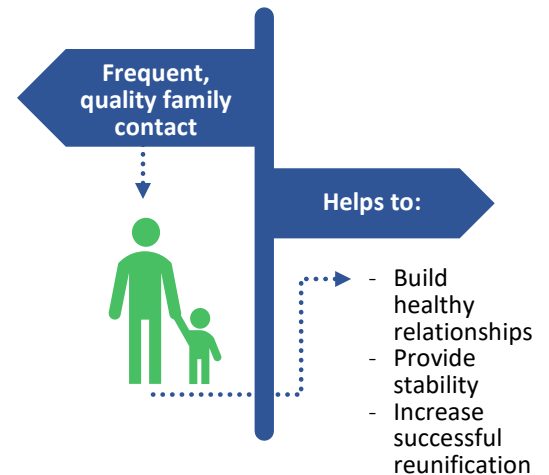 Frequent,
quality family
contact
Helps to:
- Build
healthy
relationships
- Provide
stability
- Increase
successful
reunification